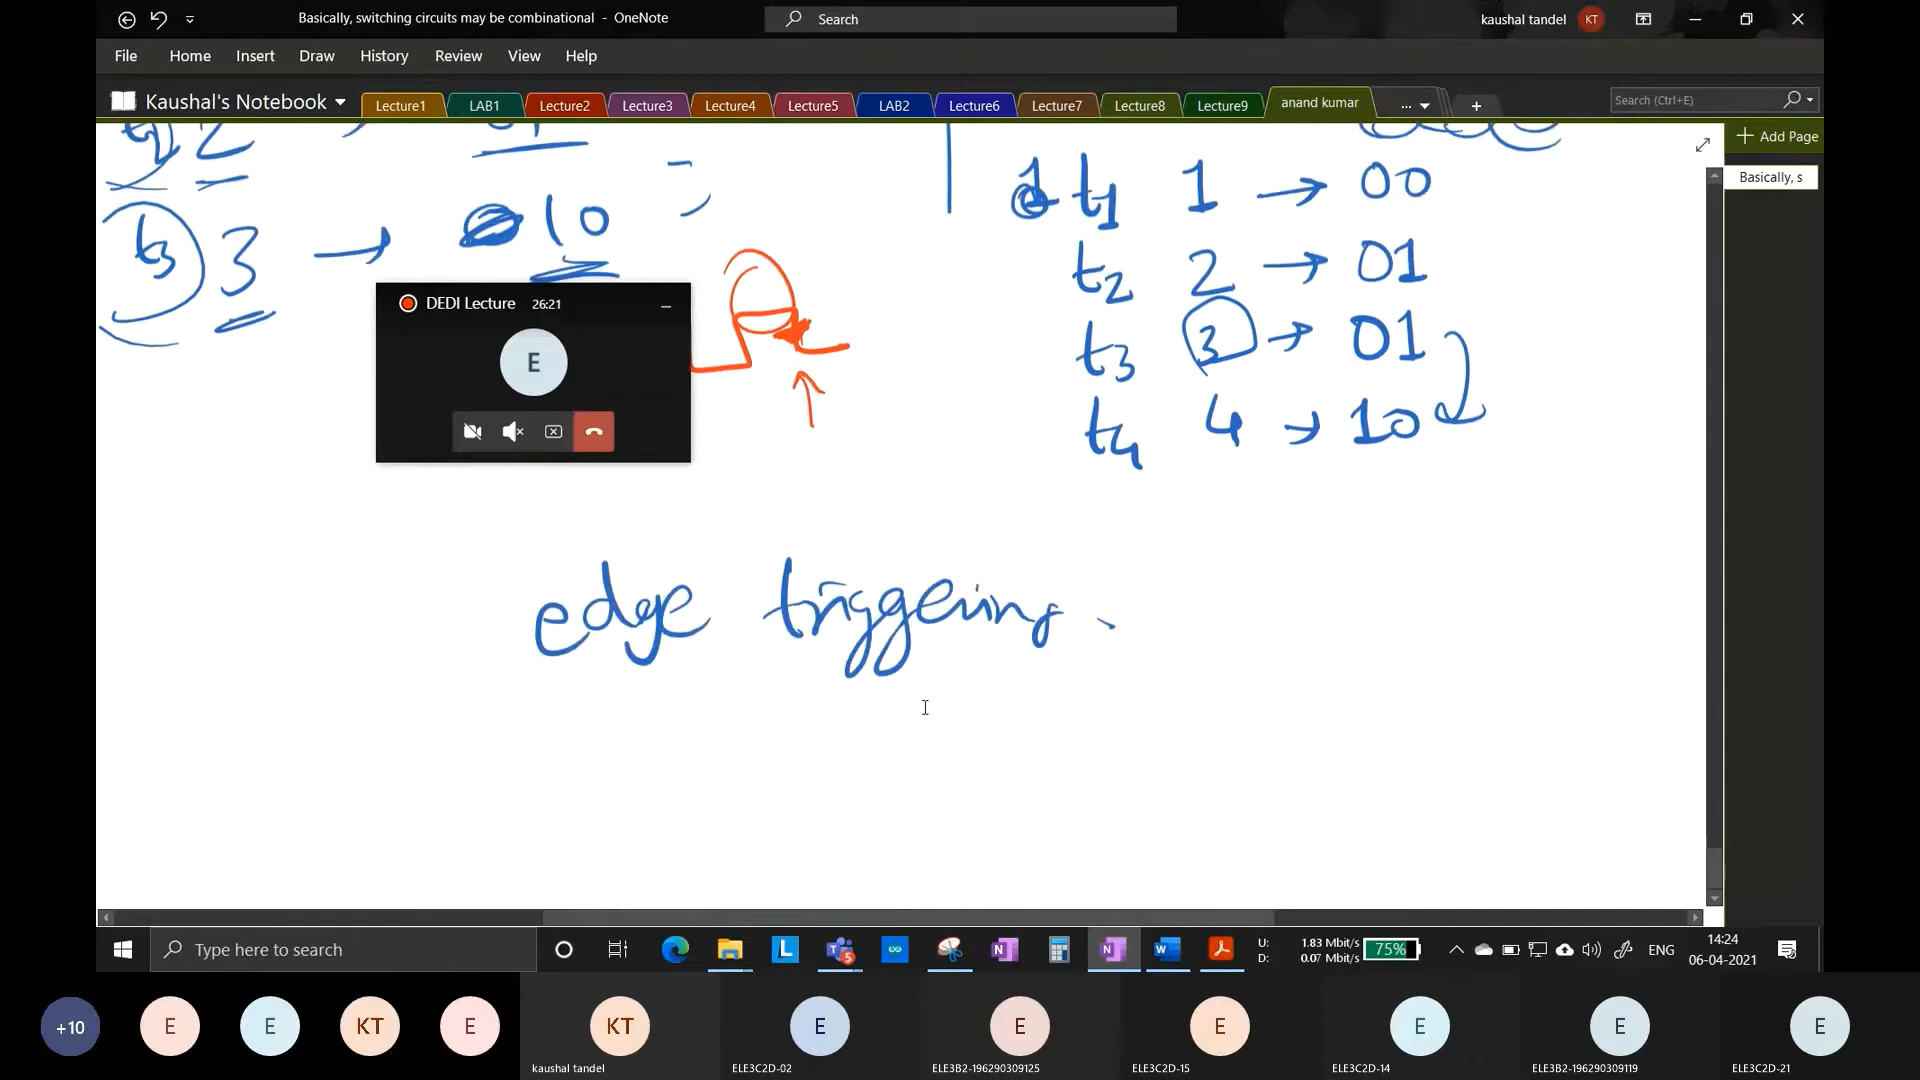 Basically, switching circuits may be combinational - OneNote
Search
kaushal tandel KT
File Home Insert Draw History Review View Help
Kaushal's Notebook
Lecture1 LAB1 Lecture2 Lecture3 Lecture4 Lecture5 LAB2 Lecture6 Lecture7 Lecture8 Lecture9 anand kumar ... +
Search (Ctrl+E)
Add Page
Basically, s
2
t3 3 → 10
t1 1 → 00
t2 2 → 01
t3 3 → 01
t4 4 → 10
DEDI Lecture 26:21
E
edge triggering.
Type here to search
U: 1.83 Mbit/s
D: 0.07 Mbit/s
75%
ENG
14:24
06-04-2021
+10 E E KT E KT E E E E E E
kaushal tandel ELE3C2D-02 ELE3B2-196290309125 ELE3C2D-15 ELE3C2D-14 ELE3B2-196290309119 ELE3C2D-21